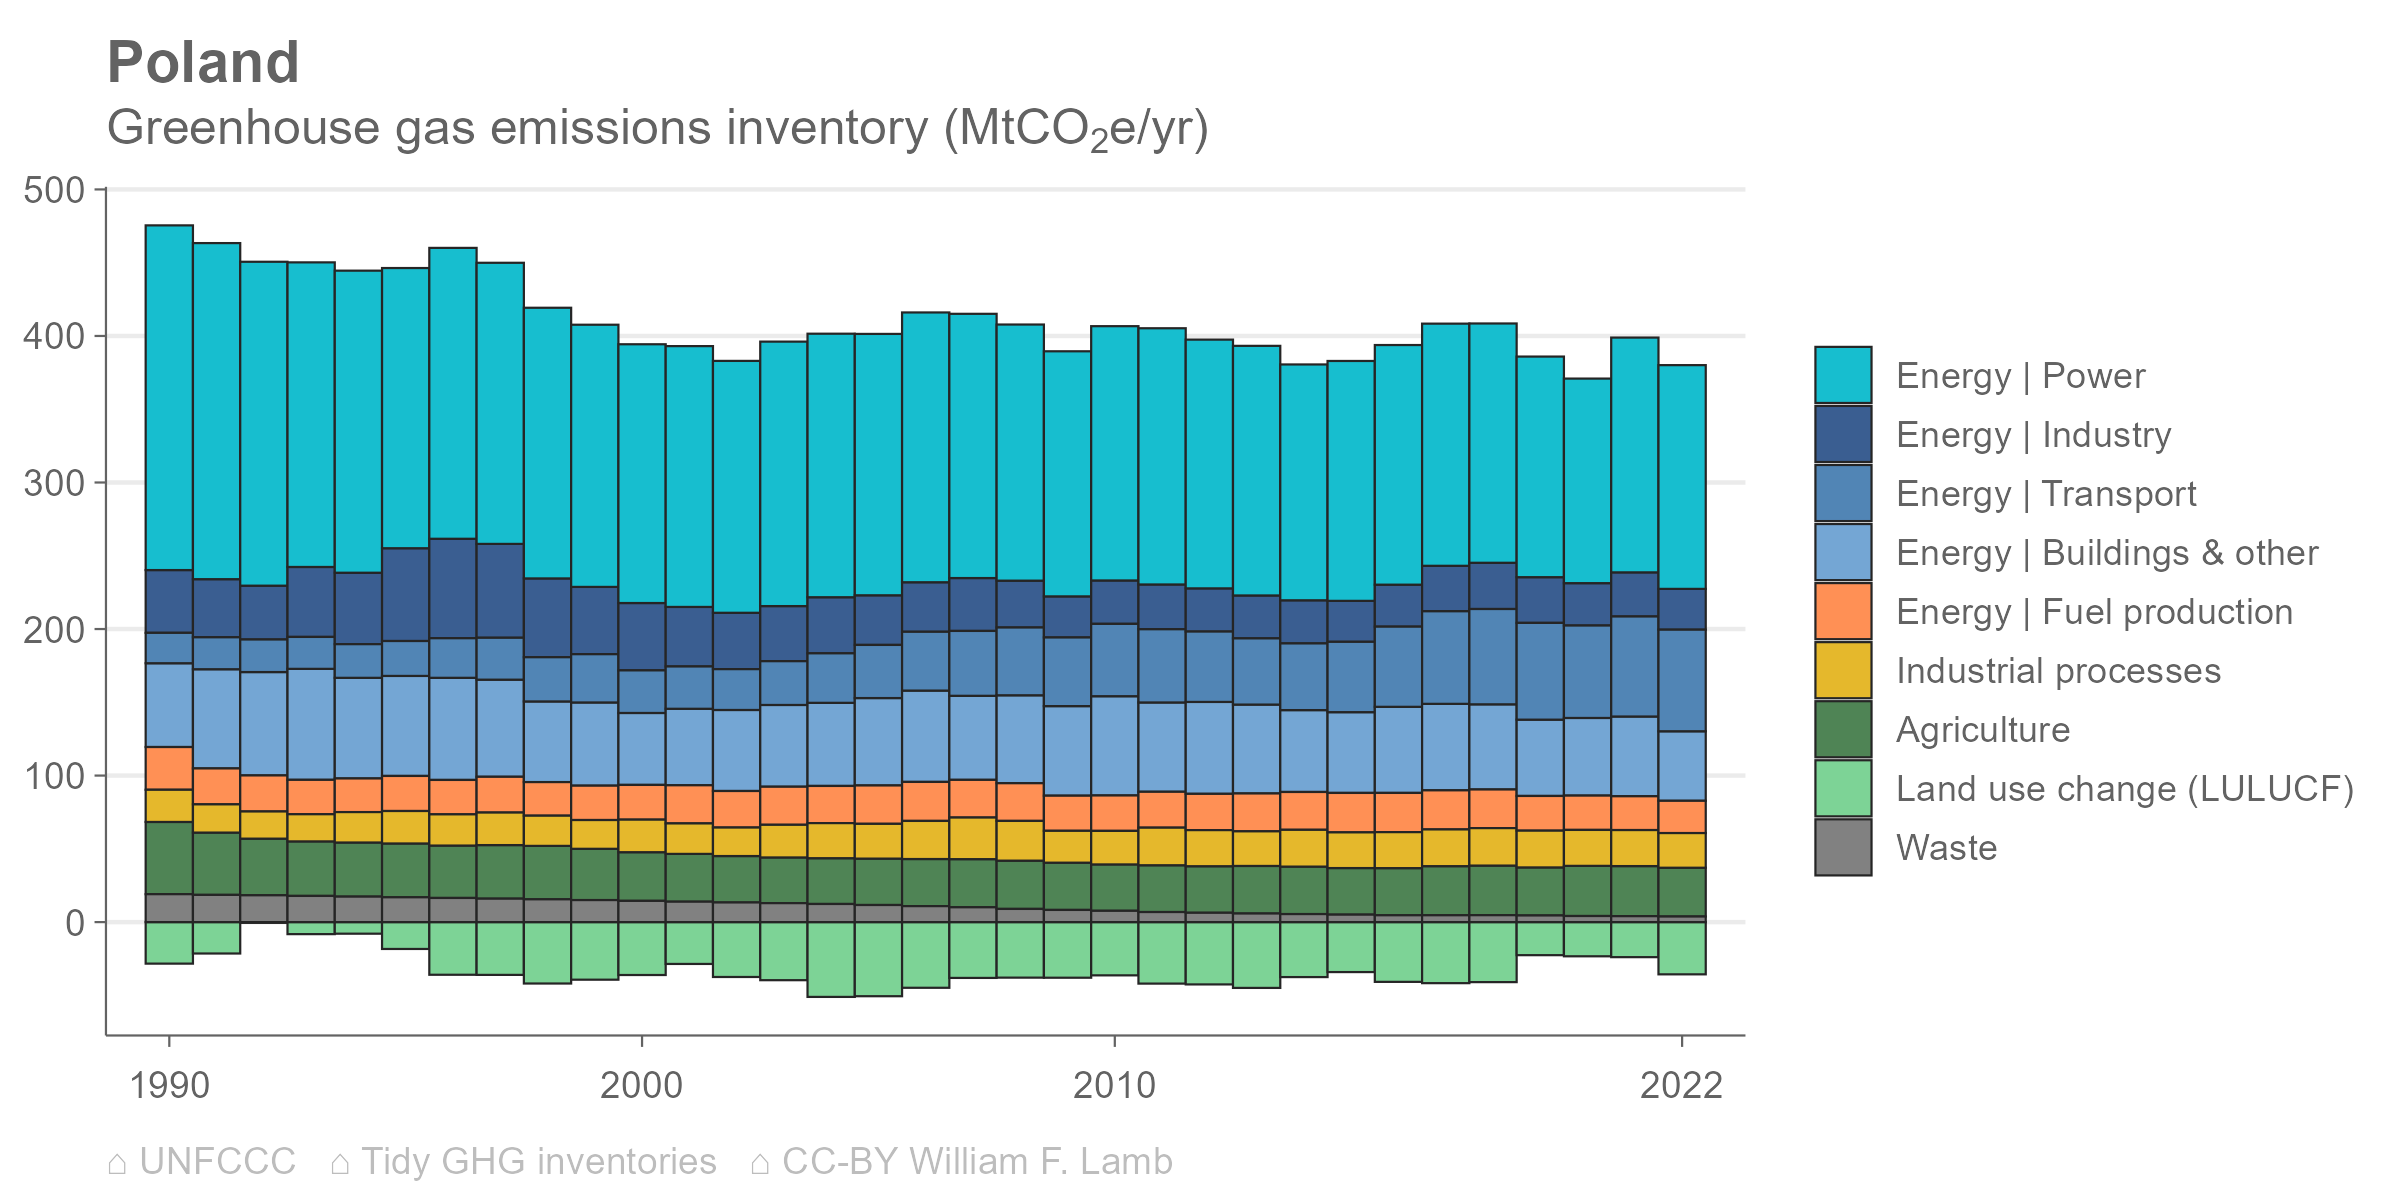 Poland
Greenhouse gas emissions inventory (MtCO₂e/yr)
500
400
300
200
100
0
1990 2000 2010 2022
Energy | Power
Energy | Industry
Energy | Transport
Energy | Buildings & other
Energy | Fuel production
Industrial processes
Agriculture
Land use change (LULUCF)
Waste
⌂ UNFCCC ⌂ Tidy GHG inventories ⌂ CC-BY William F. Lamb